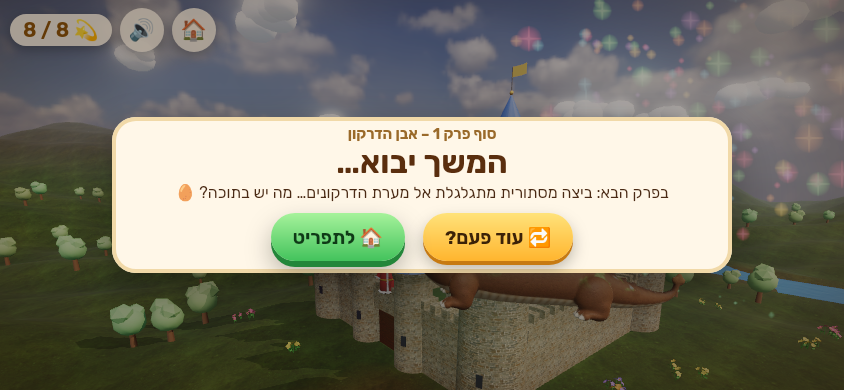 8 / 8
סוף פרק 1 – אבן הדרקון
המשך יבוא...
בפרק הבא: ביצה מסתורית מתגלגלת אל מערת הדרקונים... מה יש בתוכה?
עוד פעם?
לתפריט